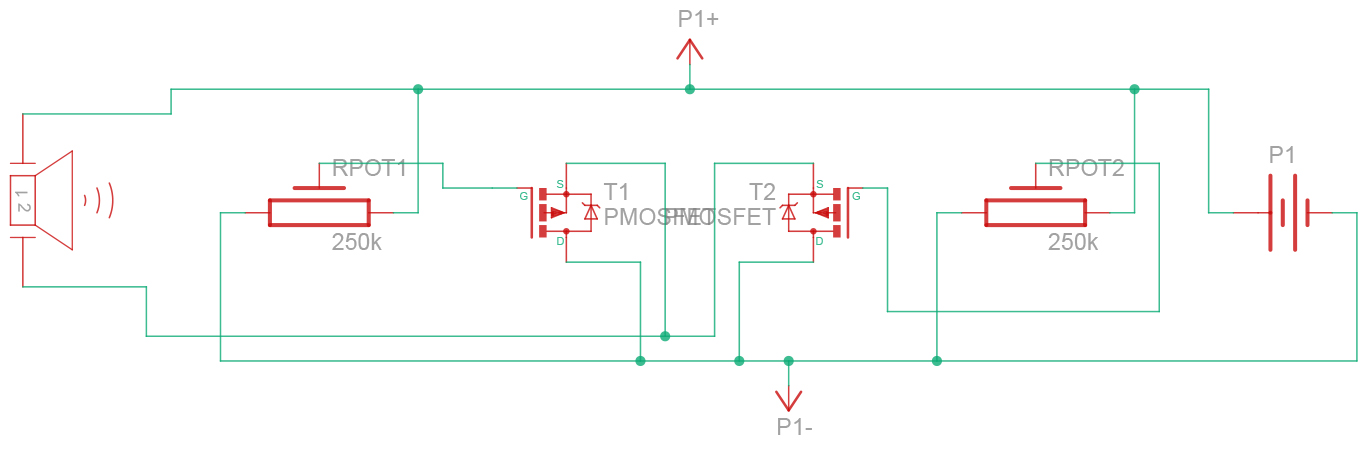 P1+
RPOT1
RPOT2
P1
S
S
T1
T2
G
G
PMOSFET
PMOSFET
1
2
D
D
250k
250k
P1-